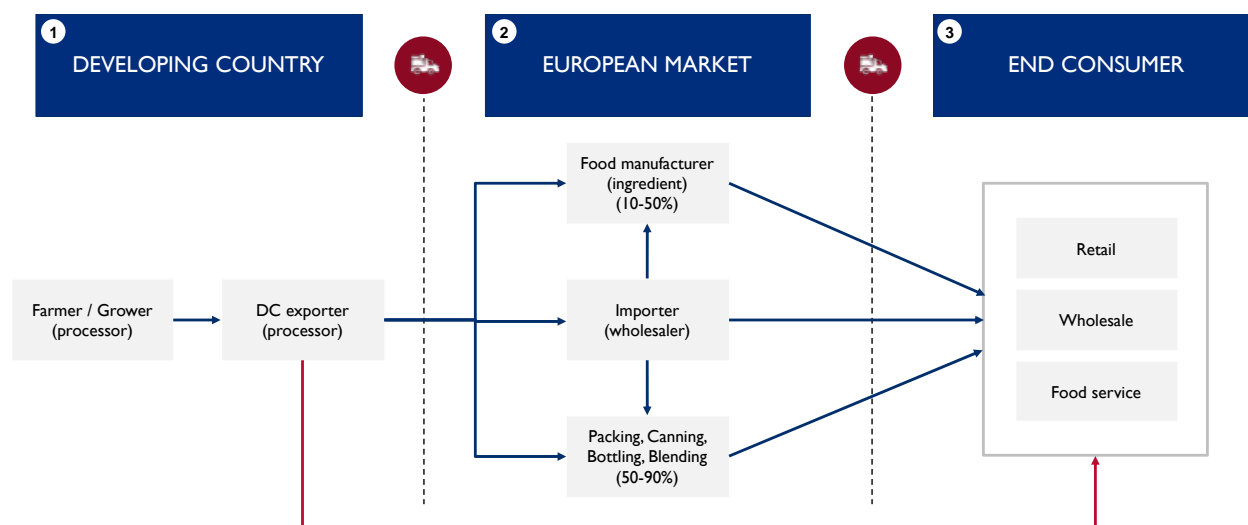 1
DEVELOPING COUNTRY
2
EUROPEAN MARKET
3
END CONSUMER
Food manufacturer
(ingredient)
(10-50%)
Retail
Farmer / Grower
(processor)
DC exporter
(processor)
Importer
(wholesaler)
Wholesale
Food service
Packing, Canning,
Bottling, Blending
(50-90%)